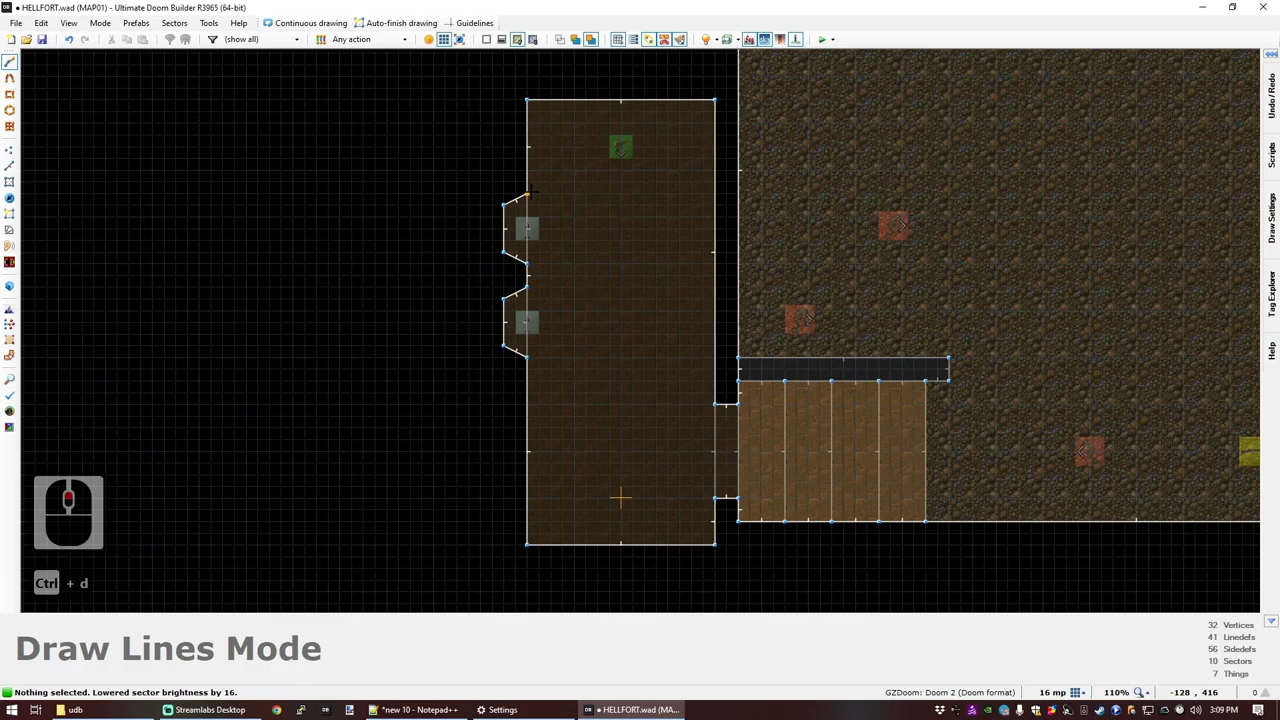 HELLFORT.wad (MAP01) - Ultimate Doom Builder R3965 (64-bit)
File Edit View Mode Prefabs Sectors Tools Help Continuous drawing Auto-finish drawing Guidelines
(show all) Any action
Undo / Redo
Scripts
Draw Settings
Tag Explorer
Help
Ctrl + d
Draw Lines Mode
32 Vertices
41 Linedefs
56 Sidedefs
10 Sectors
7 Things
Nothing selected. Lowered sector brightness by 16. GZDoom: Doom 2 (Doom format) 16 mp 110% -128 , 416 0
udb Streamlabs Desktop *new 10 - Notepad++ Settings ● HELLFORT.wad (MA... 3:09 PM